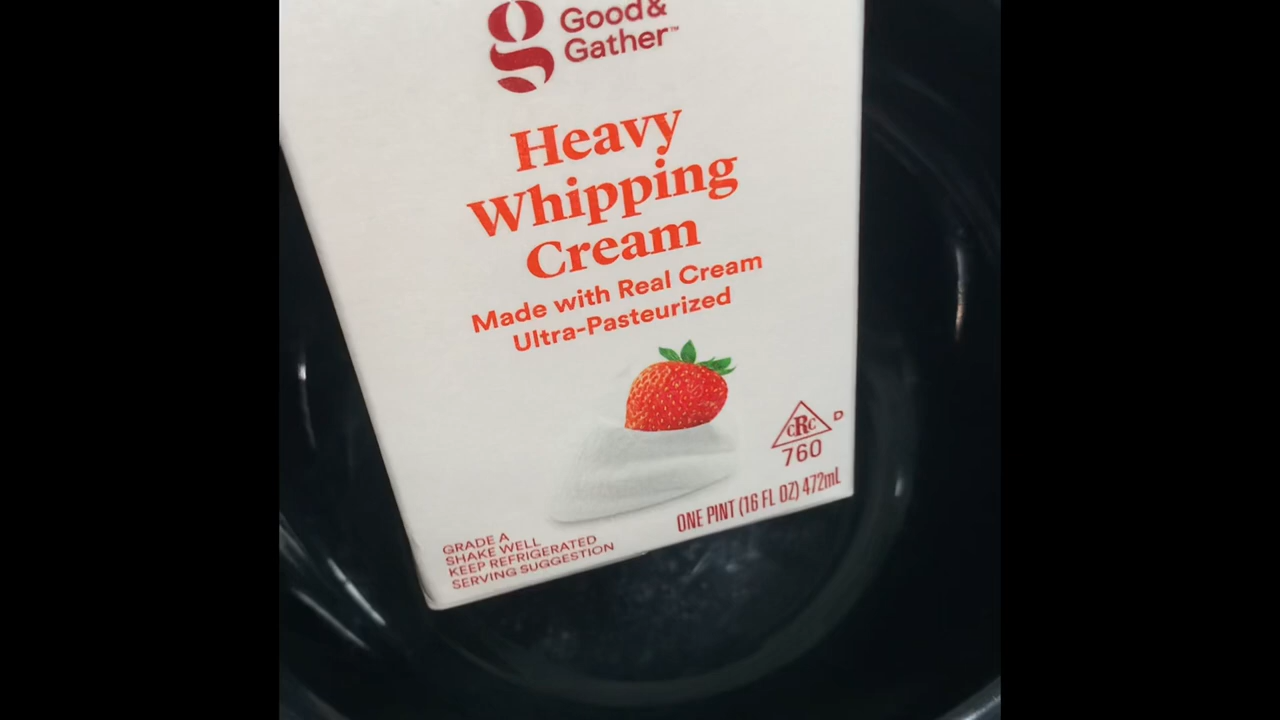 Good&
Gather™
Heavy
Whipping
Cream
Made with Real Cream
Ultra-Pasteurized
CRC D
760
ONE PINT (16 FL OZ) 472mL
GRADE A
SHAKE WELL
KEEP REFRIGERATED
SERVING SUGGESTION